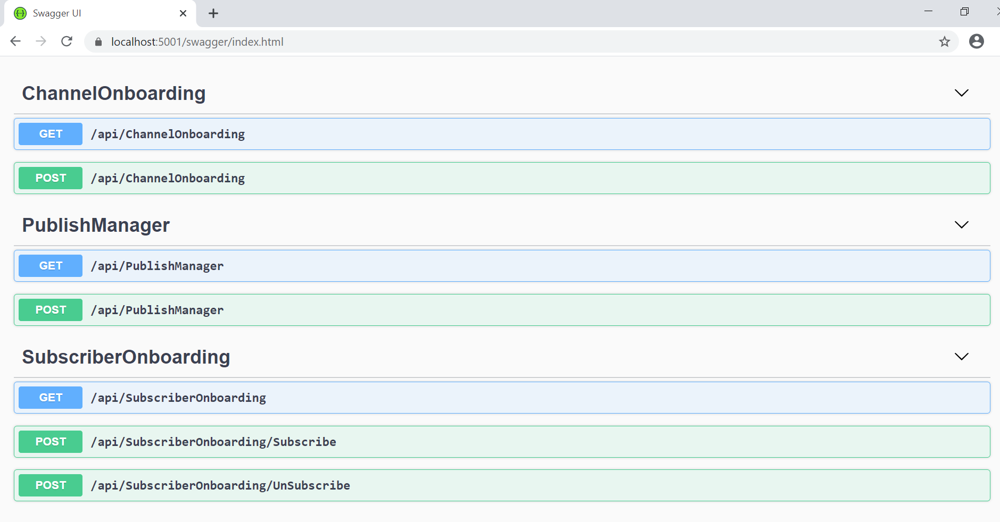 Swagger UI
localhost:5001/swagger/index.html
ChannelOnboarding
GET /api/ChannelOnboarding
POST /api/ChannelOnboarding
PublishManager
GET /api/PublishManager
POST /api/PublishManager
SubscriberOnboarding
GET /api/SubscriberOnboarding
POST /api/SubscriberOnboarding/Subscribe
POST /api/SubscriberOnboarding/UnSubscribe